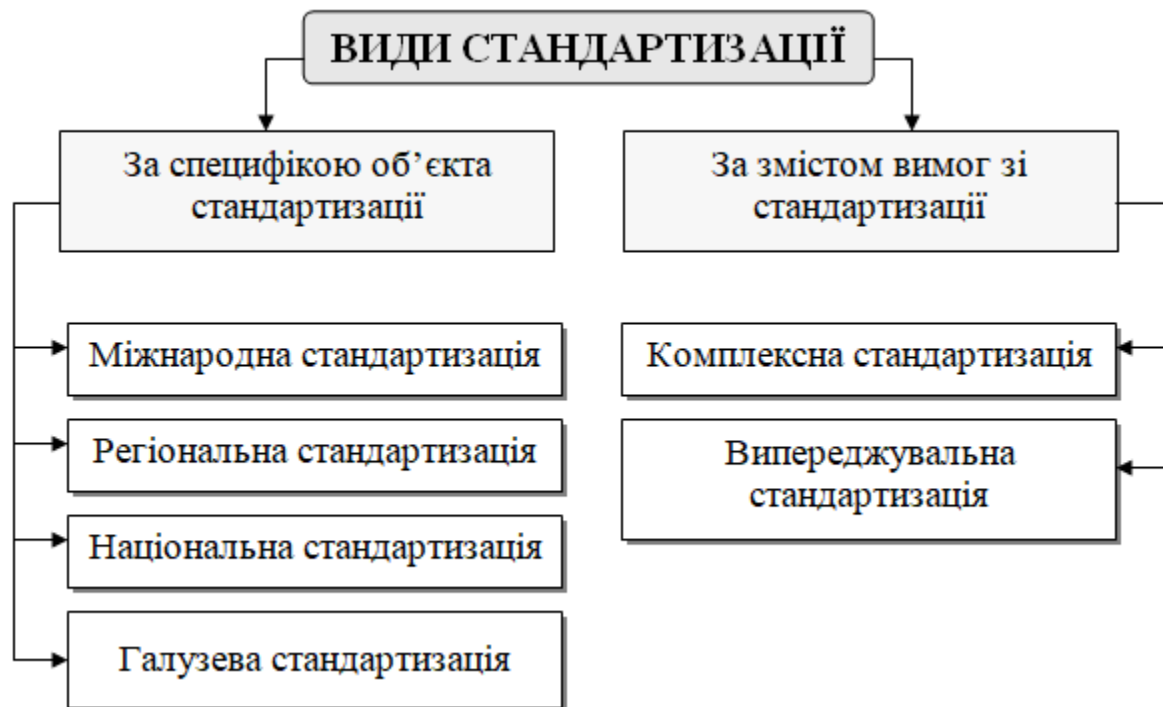 ВИДИ СТАНДАРТИЗАЦІЇ
За специфікою об’єкта
стандартизації
Міжнародна стандартизація
Регіональна стандартизація
Національна стандартизація
Галузева стандартизація
За змістом вимог зі
стандартизації
Комплексна стандартизація
Випереджувальна
стандартизація